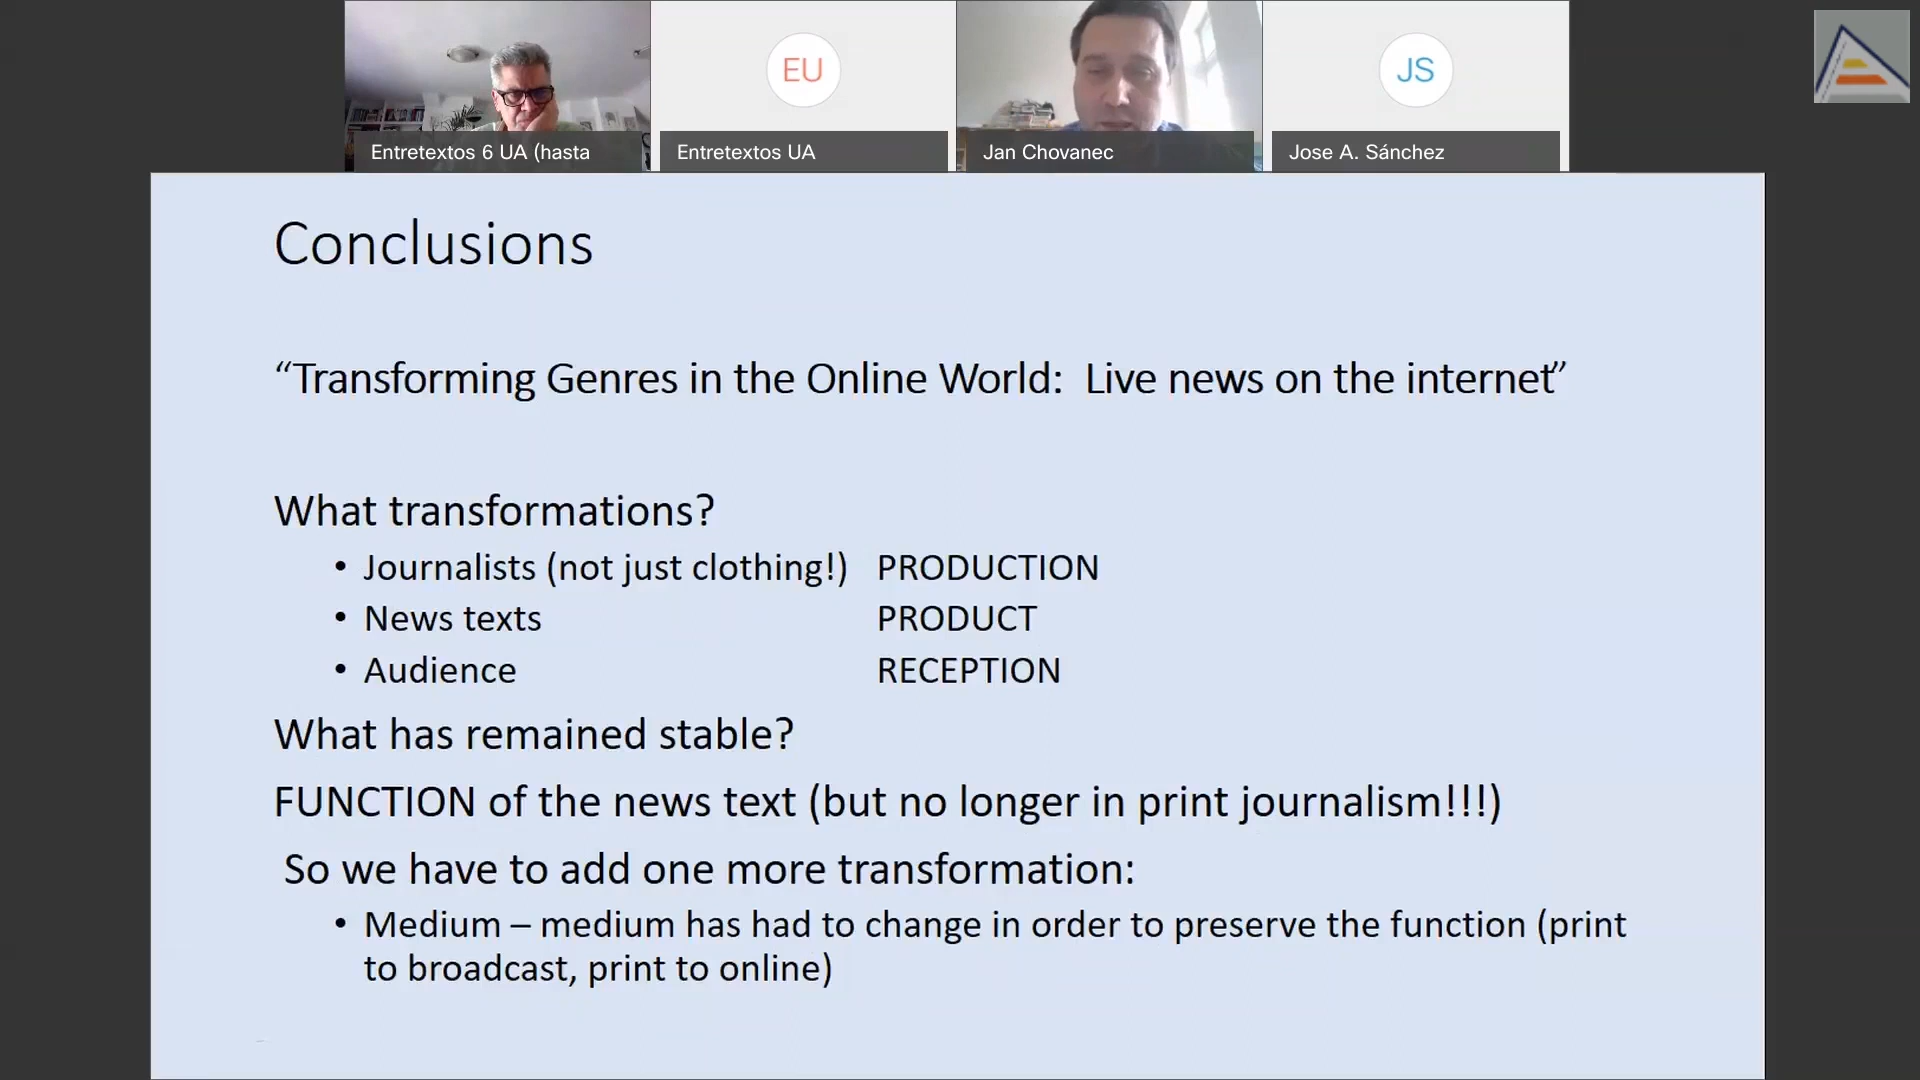 EU
JS
Entretextos 6 UA (hasta
Entretextos UA
Jan Chovanec
Jose A. Sánchez
Conclusions
“Transforming Genres in the Online World:  Live news on the internet”
What transformations?
• Journalists (not just clothing!)   PRODUCTION
• News texts   PRODUCT
• Audience   RECEPTION
What has remained stable?
FUNCTION of the news text (but no longer in print journalism!!!)
So we have to add one more transformation:
• Medium – medium has had to change in order to preserve the function (print
to broadcast, print to online)